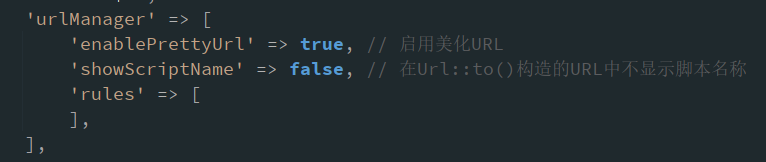 'urlManager' => [
'enablePrettyUrl' => true, // 启用美化URL
'showScriptName' => false, // 在Url::to()构造的URL中不显示脚本名称
'rules' => [
],
],